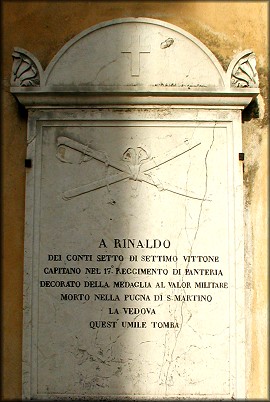 A RINALDO
DEI CONTI SETTO DI SETTIMO VITTONE
CAPITANO NEL 17° REGGIMENTO DI FANTERIA
DECORATO DELLA MEDAGLIA AL VALOR MILITARE
MORTO NELLA PUGNA DI S. MARTINO
LA VEDOVA
QUEST UMILE TOMBA